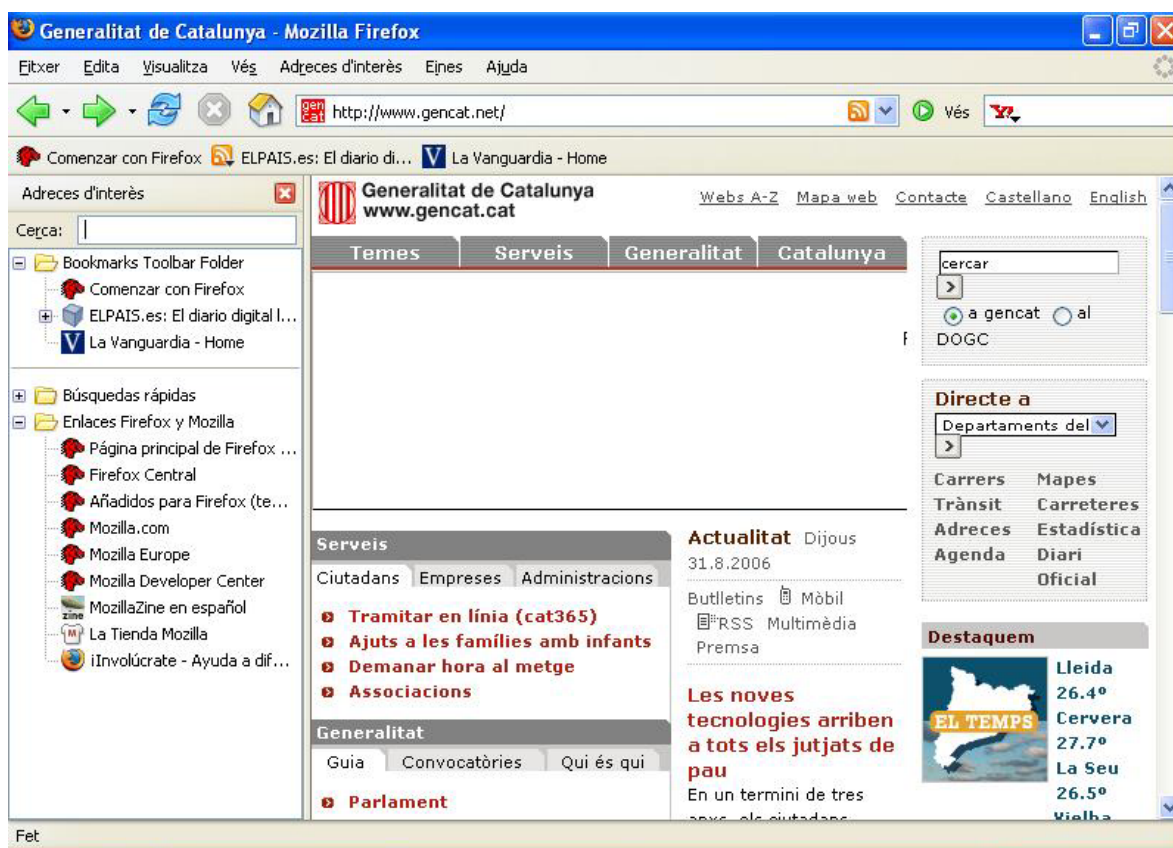 Generalitat de Catalunya - Mozilla Firefox
Fitxer Edita Visualitza Vés Adreces d'interès Eines Ajuda
gen cat http://www.gencat.net/ Vés Y!
Comenzar con Firefox ELPAIS.es: El diario di... V La Vanguardia - Home
Adreces d'interès
Cerca:
Bookmarks Toolbar Folder
Comenzar con Firefox
ELPAIS.es: El diario digital l...
V La Vanguardia - Home
Búsquedas rápidas
Enlaces Firefox y Mozilla
Página principal de Firefox ...
Firefox Central
Añadidos para Firefox (te...
Mozilla.com
Mozilla Europe
Mozilla Developer Center
zine MozillaZine en español
M La Tienda Mozilla
¡Involúcrate - Ayuda a dif...
Generalitat de Catalunya
www.gencat.cat
Webs A-Z Mapa web Contacte Castellano English
Temes Serveis Generalitat Catalunya
cercar
>
a gencat al
DOGC
Directe a
Departaments del
>
Carrers Mapes
Trànsit Carreteres
Adreces Estadística
Agenda Diari
Oficial
Serveis
Ciutadans Empreses Administracions
Tramitar en línia (cat365)
Ajuts a les famílies amb infants
Demanar hora al metge
Associacions
Generalitat
Guia Convocatòries Qui és qui
Parlament
Actualitat Dijous
31.8.2006
Butlletins Mòbil
RSS Multimèdia
Premsa
Les noves
tecnologies arriben
a tots els jutjats de
pau
En un termini de tres
anys, els ciutadans
Destaquem
EL TEMPS
Lleida
26.4º
Cervera
27.7º
La Seu
26.5º
Vielha
Fet